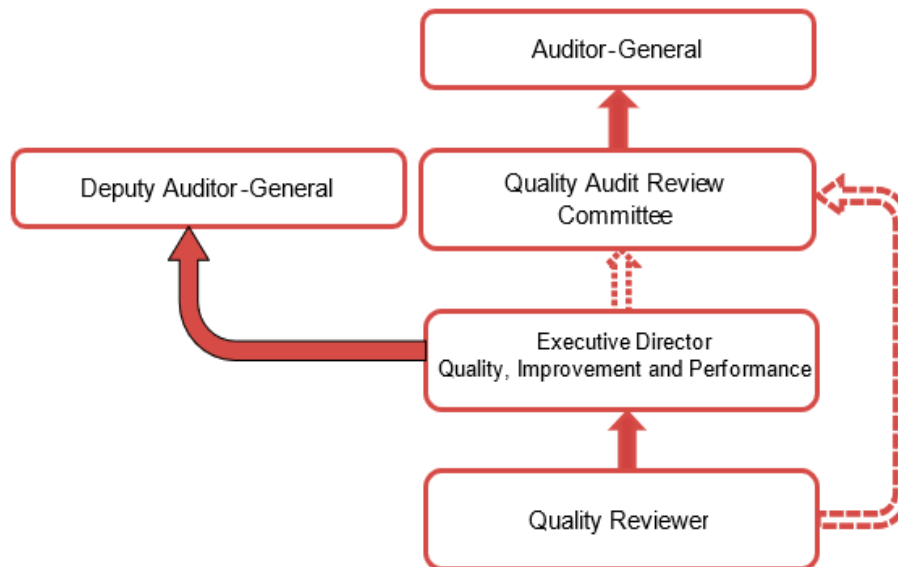 Auditor-General
Deputy Auditor-General
Quality Audit Review
Committee
Executive Director
Quality, Improvement and Performance
Quality Reviewer